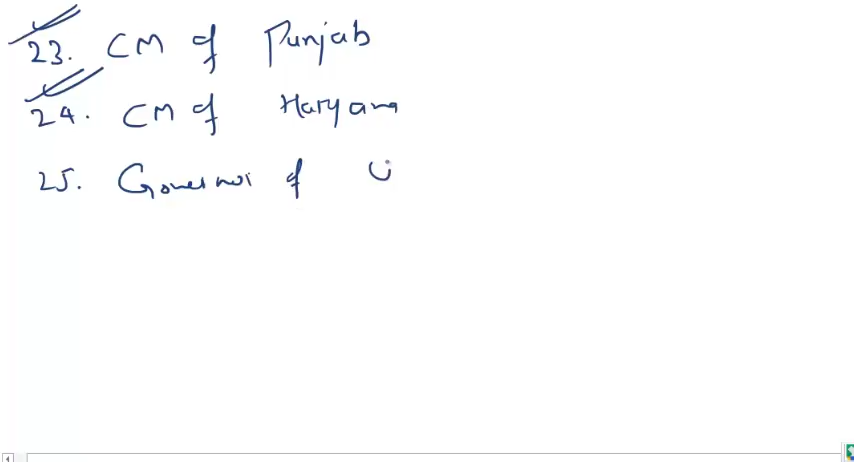 23. CM of Punjab
24. CM of Haryana
25. Governor of